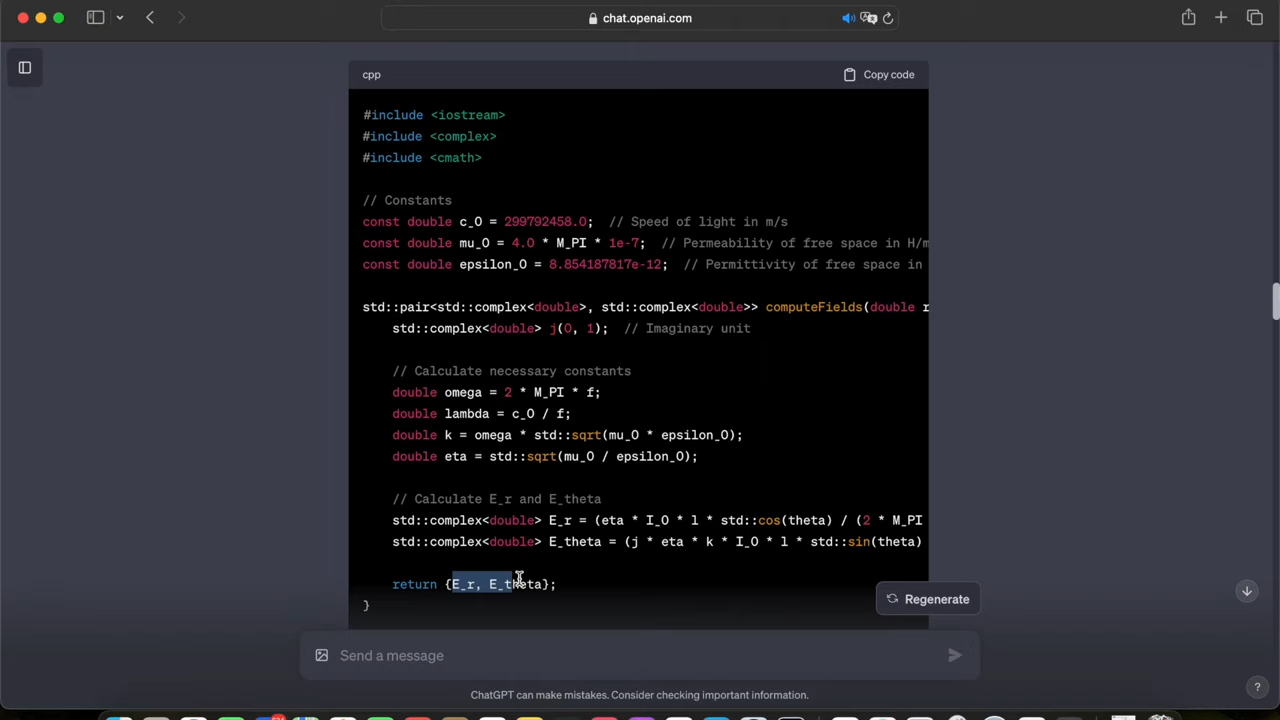 chat.openai.com
cpp
Copy code
#include <iostream>
#include <complex>
#include <cmath>
// Constants
const double c_0 = 299792458.0; // Speed of light in m/s
const double mu_0 = 4.0 * M_PI * 1e-7; // Permeability of free space in H/m
const double epsilon_0 = 8.854187817e-12; // Permittivity of free space in
std::pair<std::complex<double>, std::complex<double>> computeFields(double r
std::complex<double> j(0, 1); // Imaginary unit
// Calculate necessary constants
double omega = 2 * M_PI * f;
double lambda = c_0 / f;
double k = omega * std::sqrt(mu_0 * epsilon_0);
double eta = std::sqrt(mu_0 / epsilon_0);
// Calculate E_r and E_theta
std::complex<double> E_r = (eta * I_0 * l * std::cos(theta) / (2 * M_PI
std::complex<double> E_theta = (j * eta * k * I_0 * l * std::sin(theta)
return {E_r, E_theta};
}
Regenerate
Send a message
ChatGPT can make mistakes. Consider checking important information.
?